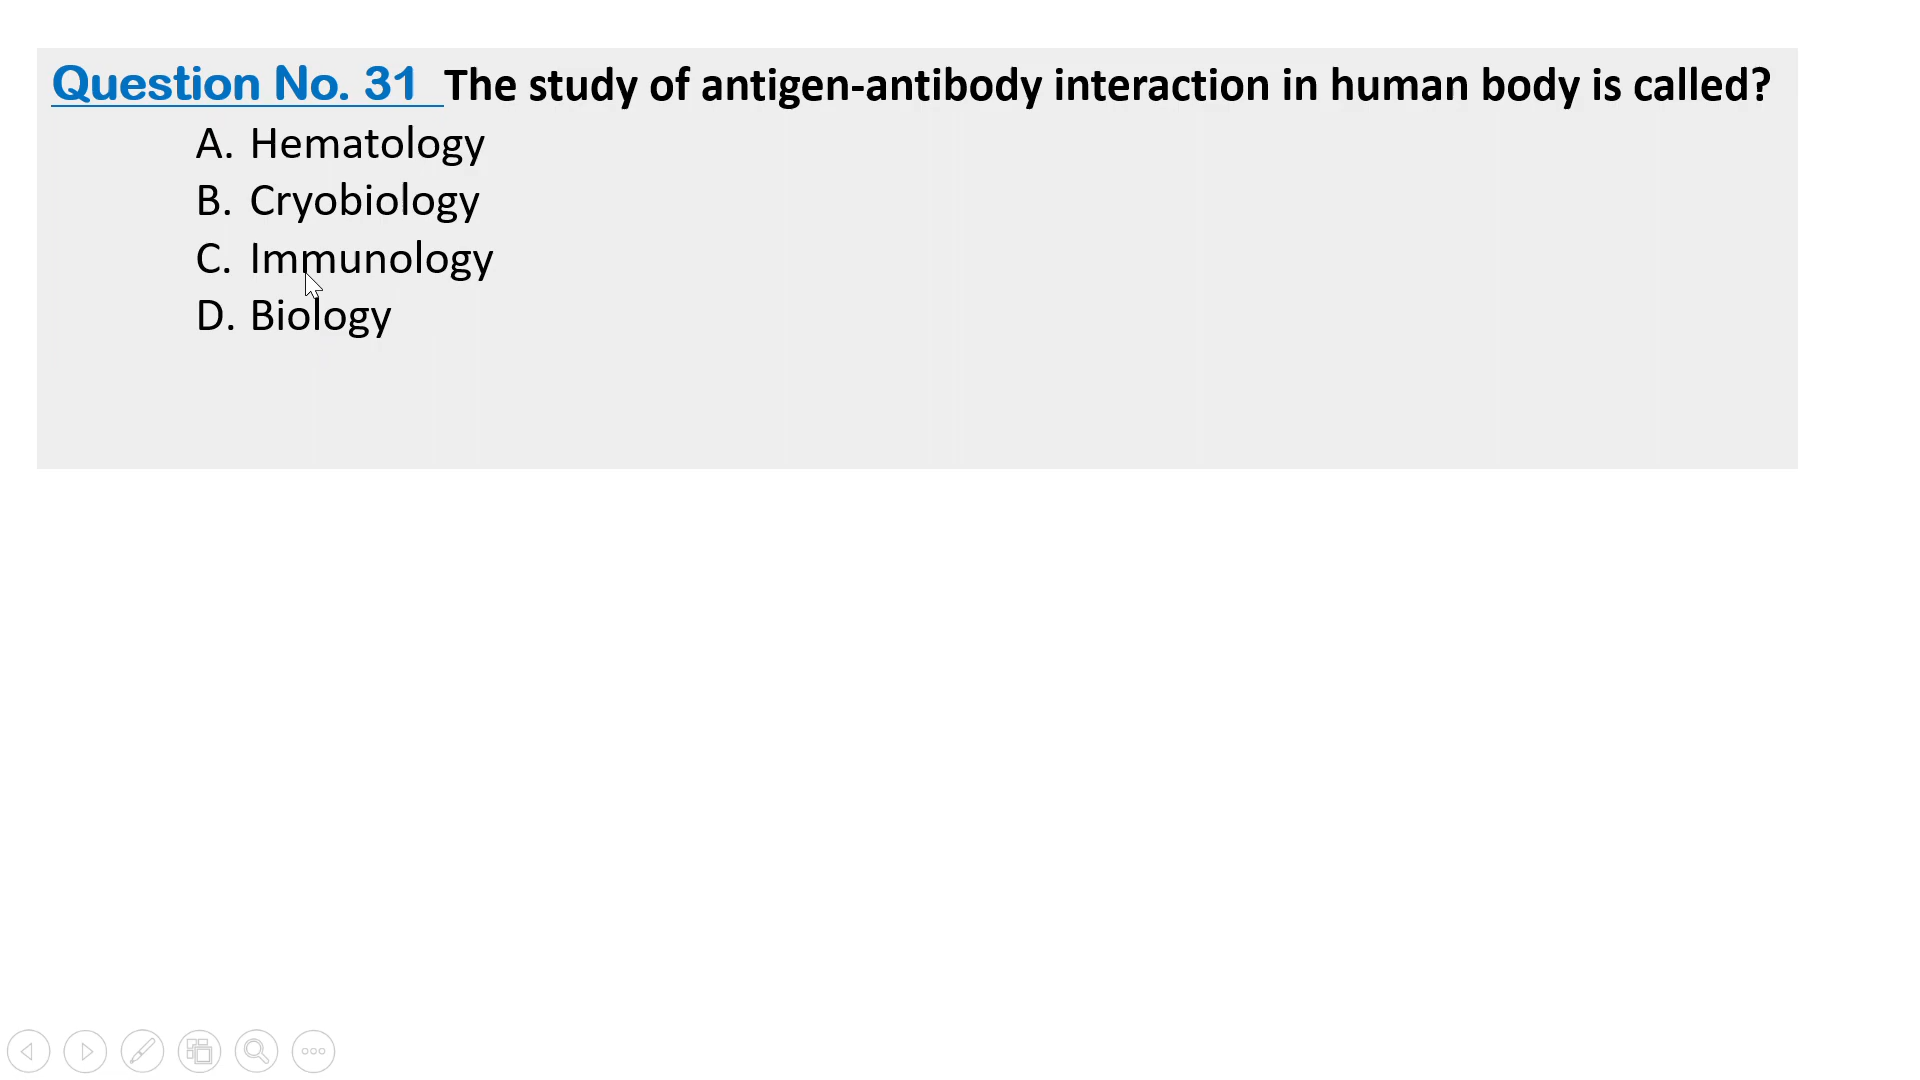 Question No. 31 The study of antigen-antibody interaction in human body is called?
A. Hematology
B. Cryobiology
C. Immunology
D. Biology